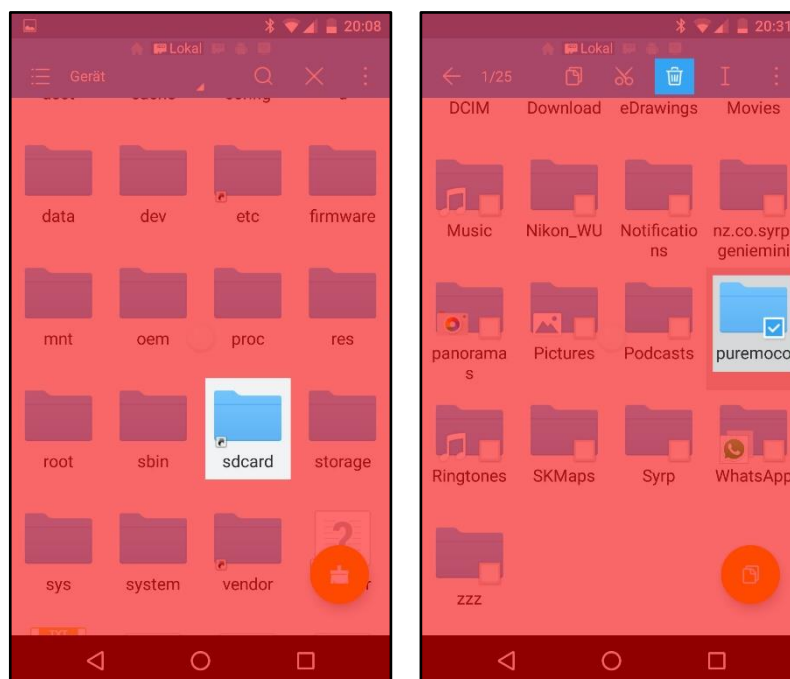 20:08
Lokal
Gerät
data dev etc firmware
mnt oem proc res
root sbin sdcard storage
sys system vendor
TXT
20:31
Lokal
1/25
DCIM Download eDrawings Movies
Music Nikon_WU Notificatio nz.co.syrp
ns geniemini
panorama Pictures Podcasts puremoco
s
Ringtones SKMaps Syrp WhatsApp
zzz